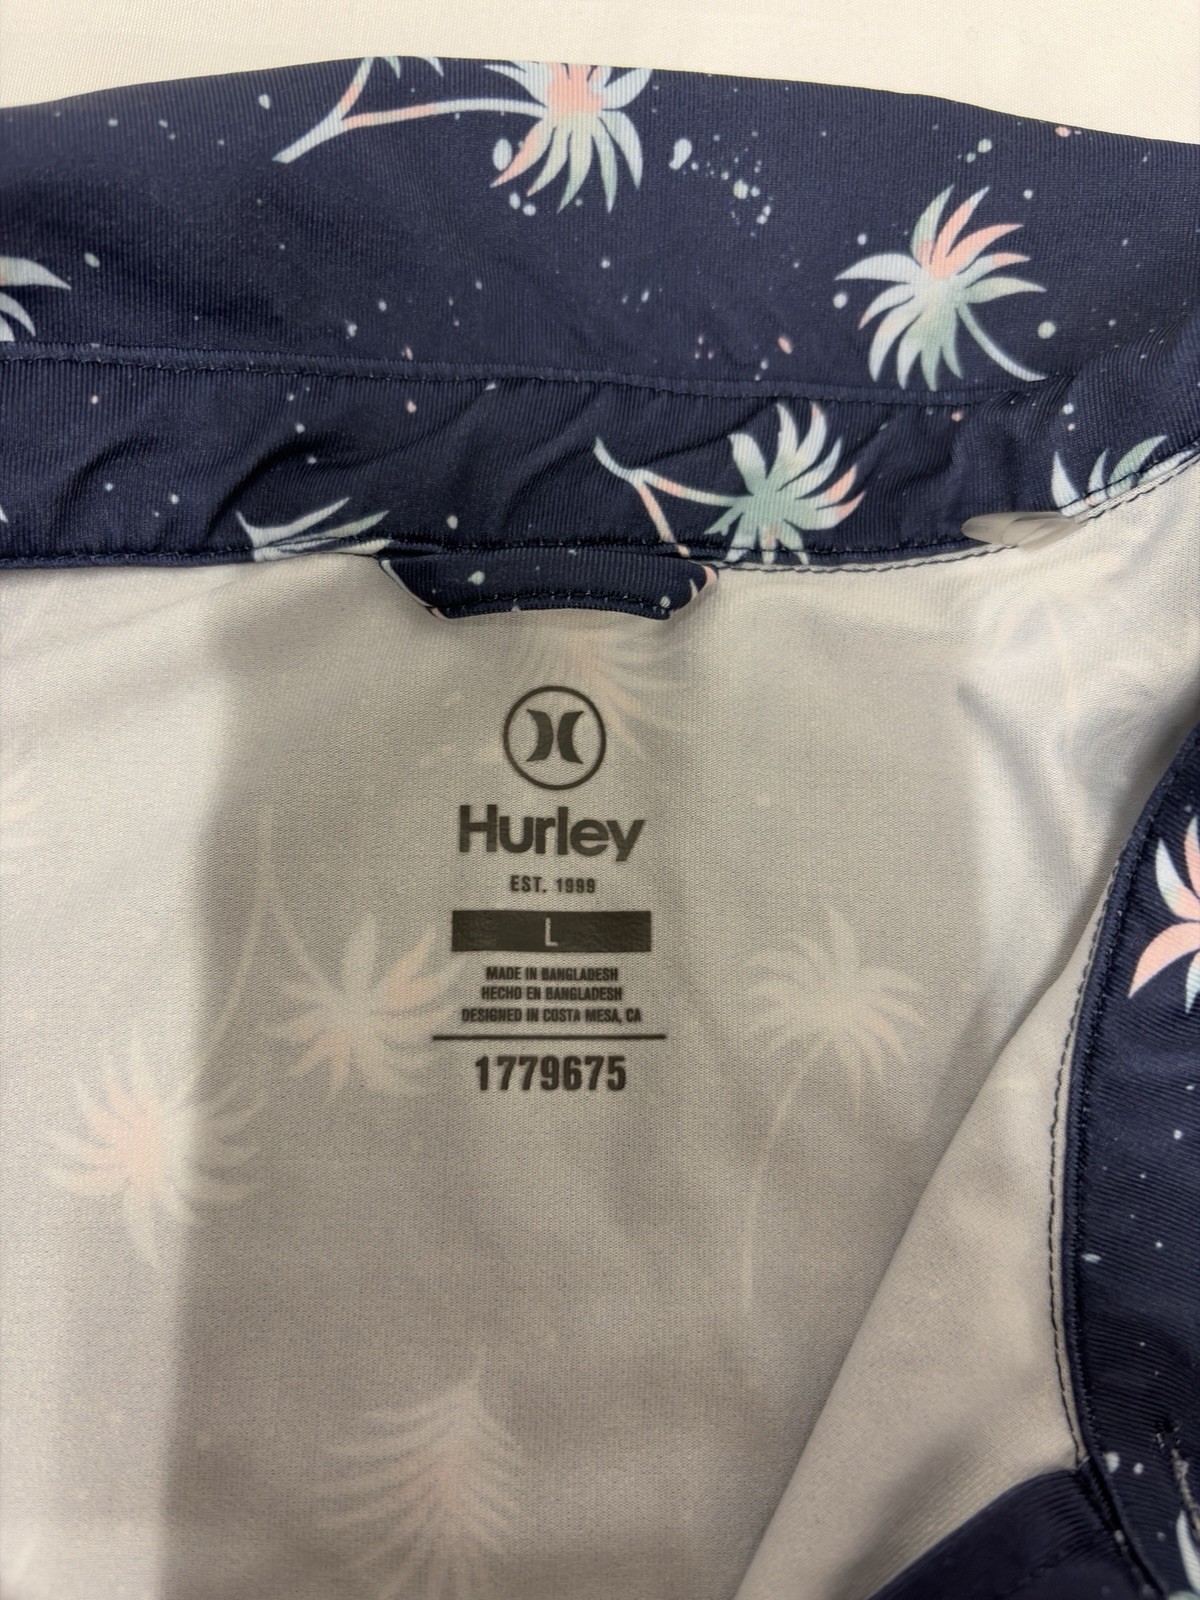 Hurley
EST. 1999
L
MADE IN BANGLADESH
HECHO EN BANGLADESH
DESIGNED IN COSTA MESA, CA
1779675